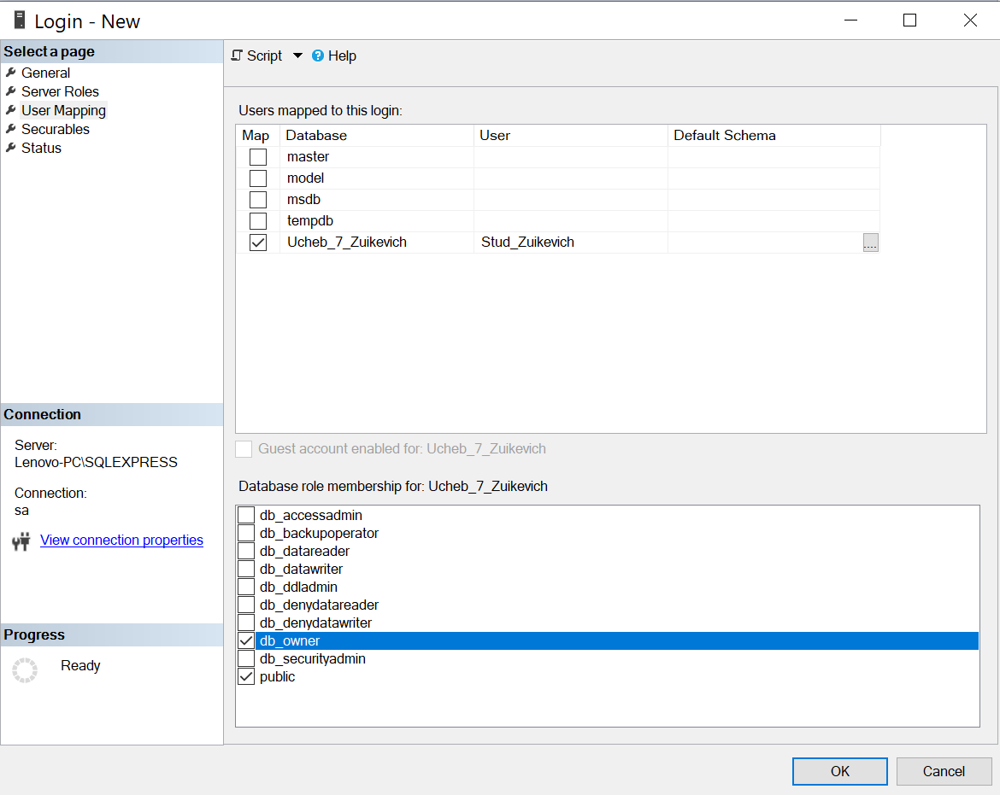 Login - New
Select a page
General
Server Roles
User Mapping
Securables
Status
Script
Help
Users mapped to this login:
Map Database User Default Schema
master
model
msdb
tempdb
Ucheb_7_Zuikevich Stud_Zuikevich ....
Guest account enabled for: Ucheb_7_Zuikevich
Database role membership for: Ucheb_7_Zuikevich
db_accessadmin
db_backupoperator
db_datareader
db_datawriter
db_ddladmin
db_denydatareader
db_denydatawriter
db_owner
db_securityadmin
public
Connection
Server:
Lenovo-PC\SQLEXPRESS
Connection:
sa
View connection properties
Progress
Ready
OK
Cancel